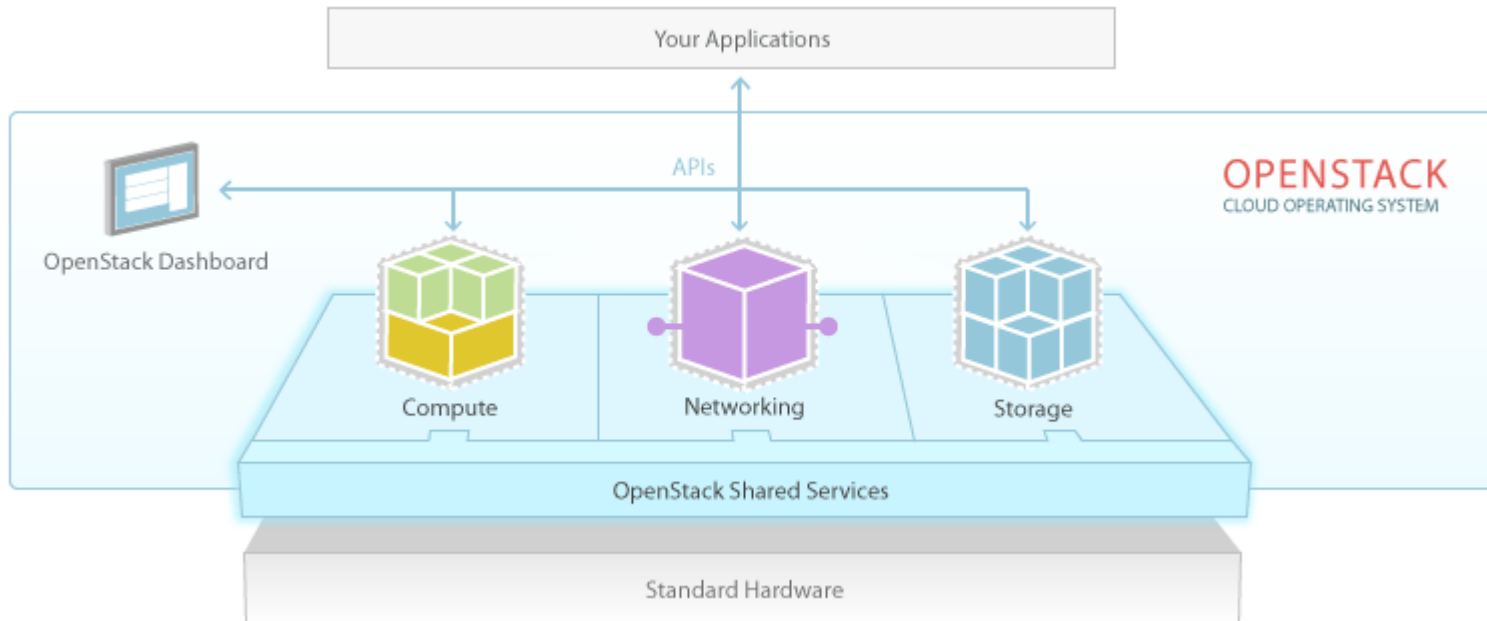 Your Applications
APIs
OPENSTACK
CLOUD OPERATING SYSTEM
OpenStack Dashboard
Compute
Networking
Storage
OpenStack Shared Services
Standard Hardware